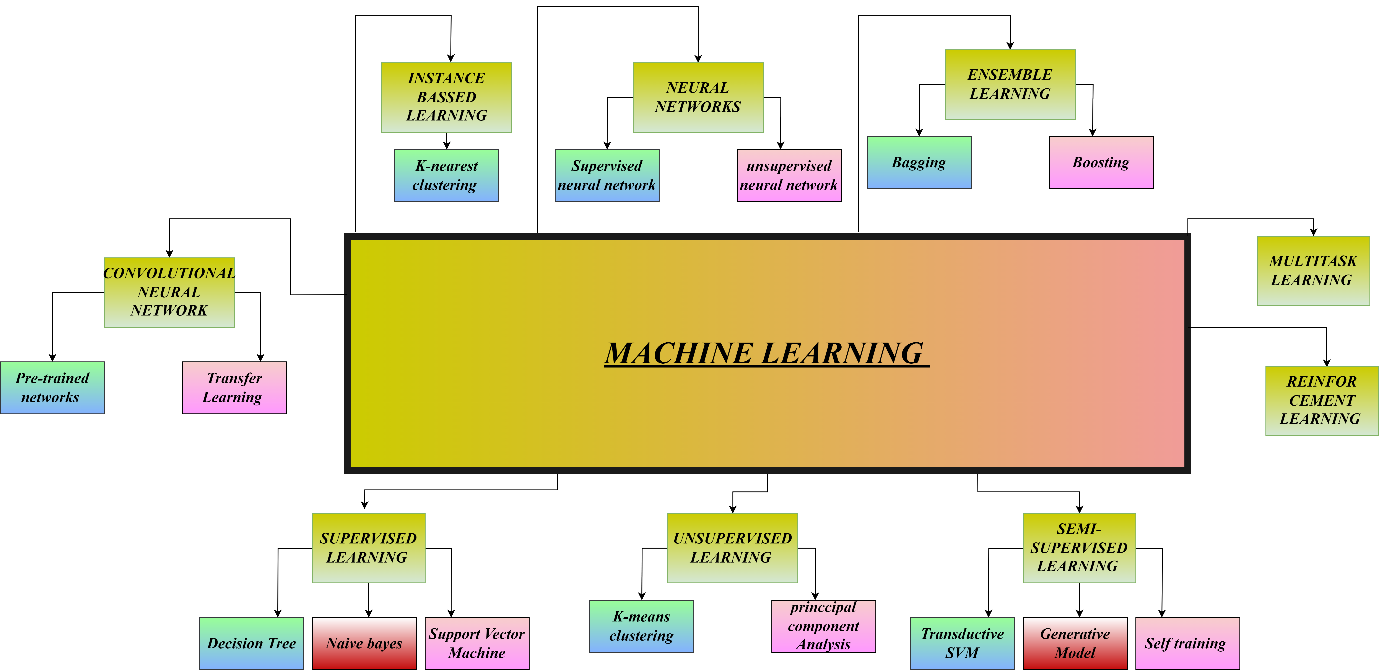 INSTANCE
BASSED
LEARNING
K-nearest
clustering
NEURAL
NETWORKS
Supervised
neural network
unsupervised
neural network
ENSEMBLE
LEARNING
Bagging
Boosting
CONVOLUTIONAL
NEURAL
NETWORK
Pre-trained
networks
Transfer
Learning
MACHINE LEARNING
MULTITASK
LEARNING
REINFOR
CEMENT
LEARNING
SUPERVISED
LEARNING
Decision Tree
Naive bayes
Support Vector
Machine
UNSUPERVISED
LEARNING
K-means
clustering
princcipal
component
Analysis
SEMI-
SUPERVISED
LEARNING
Transductive
SVM
Generative
Model
Self training